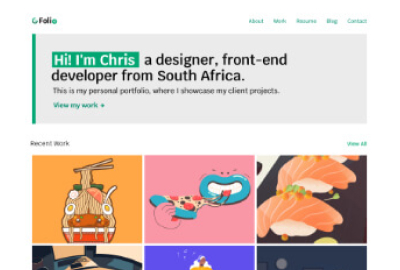 Folio
About Work Resume Blog Contact
Hi! I'm Chris a designer, front-end
developer from South Africa.
This is my personal portfolio, where I showcase my client projects.
View my work
Recent Work
View all